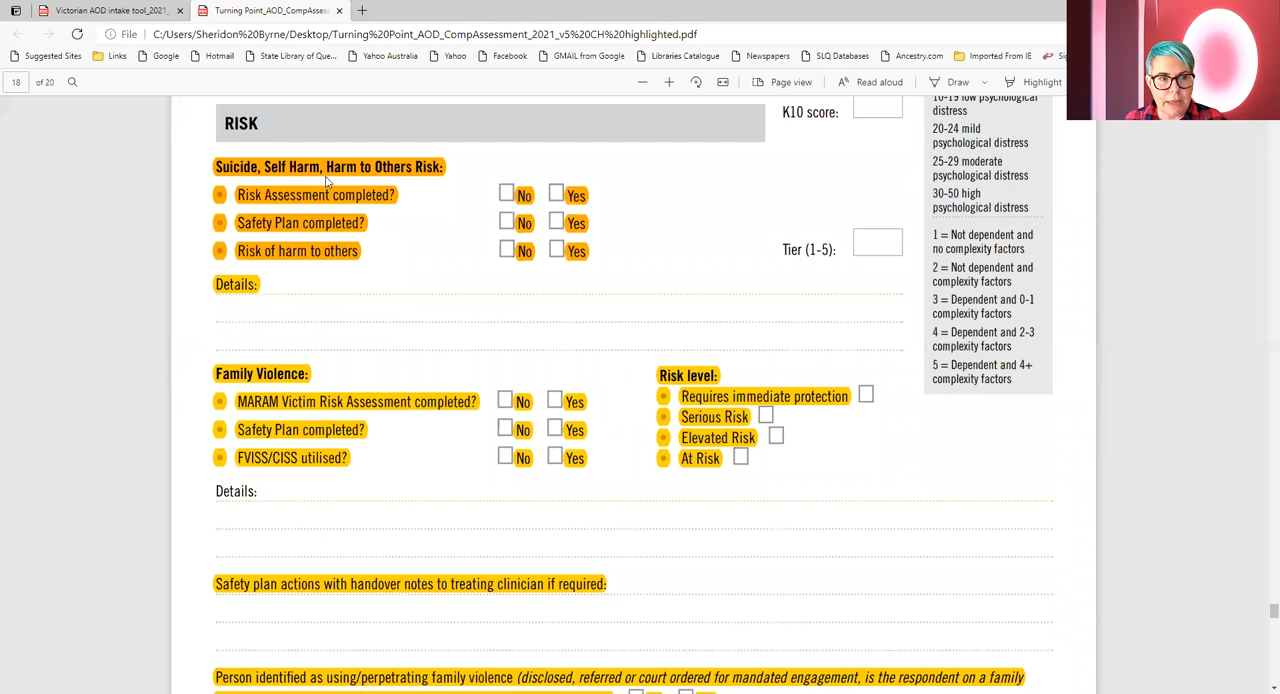 Victorian AOD intake tool_2021_
Turning Point_AOD_CompAssess
File
C:/Users/Sheridon%20Byrne/Desktop/Turning%20Point_AOD_CompAssessment_2021_v5%20CH%20highlighted.pdf
Suggested Sites
Links
Google
Hotmail
State Library of Que...
Yahoo Australia
Yahoo
Facebook
GMAIL from Google
Libraries Catalogue
Newspapers
SLQ Databases
Ancestry.com
Imported From IE
18 of 20
Page view
Read aloud
Draw
Highlight
RISK
K10 score:
10-19 low psychological
distress
20-24 mild
psychological distress
25-29 moderate
psychological distress
30-50 high
psychological distress
Suicide, Self Harm, Harm to Others Risk:
Risk Assessment completed? No Yes
Safety Plan completed? No Yes
Risk of harm to others No Yes
Tier (1-5):
1 = Not dependent and
no complexity factors
2 = Not dependent and
complexity factors
3 = Dependent and 0-1
complexity factors
4 = Dependent and 2-3
complexity factors
5 = Dependent and 4+
complexity factors
Details:
Family Violence:
MARAM Victim Risk Assessment completed? No Yes
Safety Plan completed? No Yes
FVISS/CISS utilised? No Yes
Risk level:
Requires immediate protection
Serious Risk
Elevated Risk
At Risk
Details:
Safety plan actions with handover notes to treating clinician if required:
Person identified as using/perpetrating family violence (disclosed, referred or court ordered for mandated engagement, is the respondent on a family